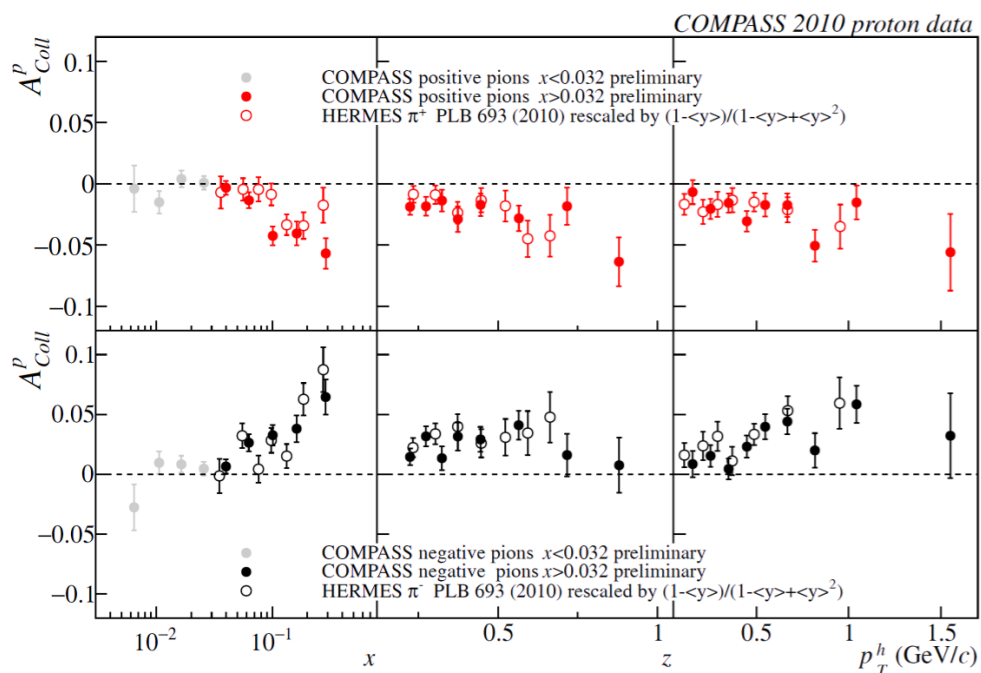 COMPASS 2010 proton data
A^p_Coll
0.1
0.05
0
−0.05
−0.1
COMPASS positive pions x<0.032 preliminary
COMPASS positive pions x>0.032 preliminary
HERMES π+ PLB 693 (2010) rescaled by (1-<y>)/(1-<y>+<y>²)
A^p_Coll
0.1
0.05
0
−0.05
−0.1
COMPASS negative pions x<0.032 preliminary
COMPASS negative pions x>0.032 preliminary
HERMES π- PLB 693 (2010) rescaled by (1-<y>)/(1-<y>+<y>²)
10⁻² 10⁻¹ 0.5 1 0.5 1 1.5
x z p_T^h (GeV/c)